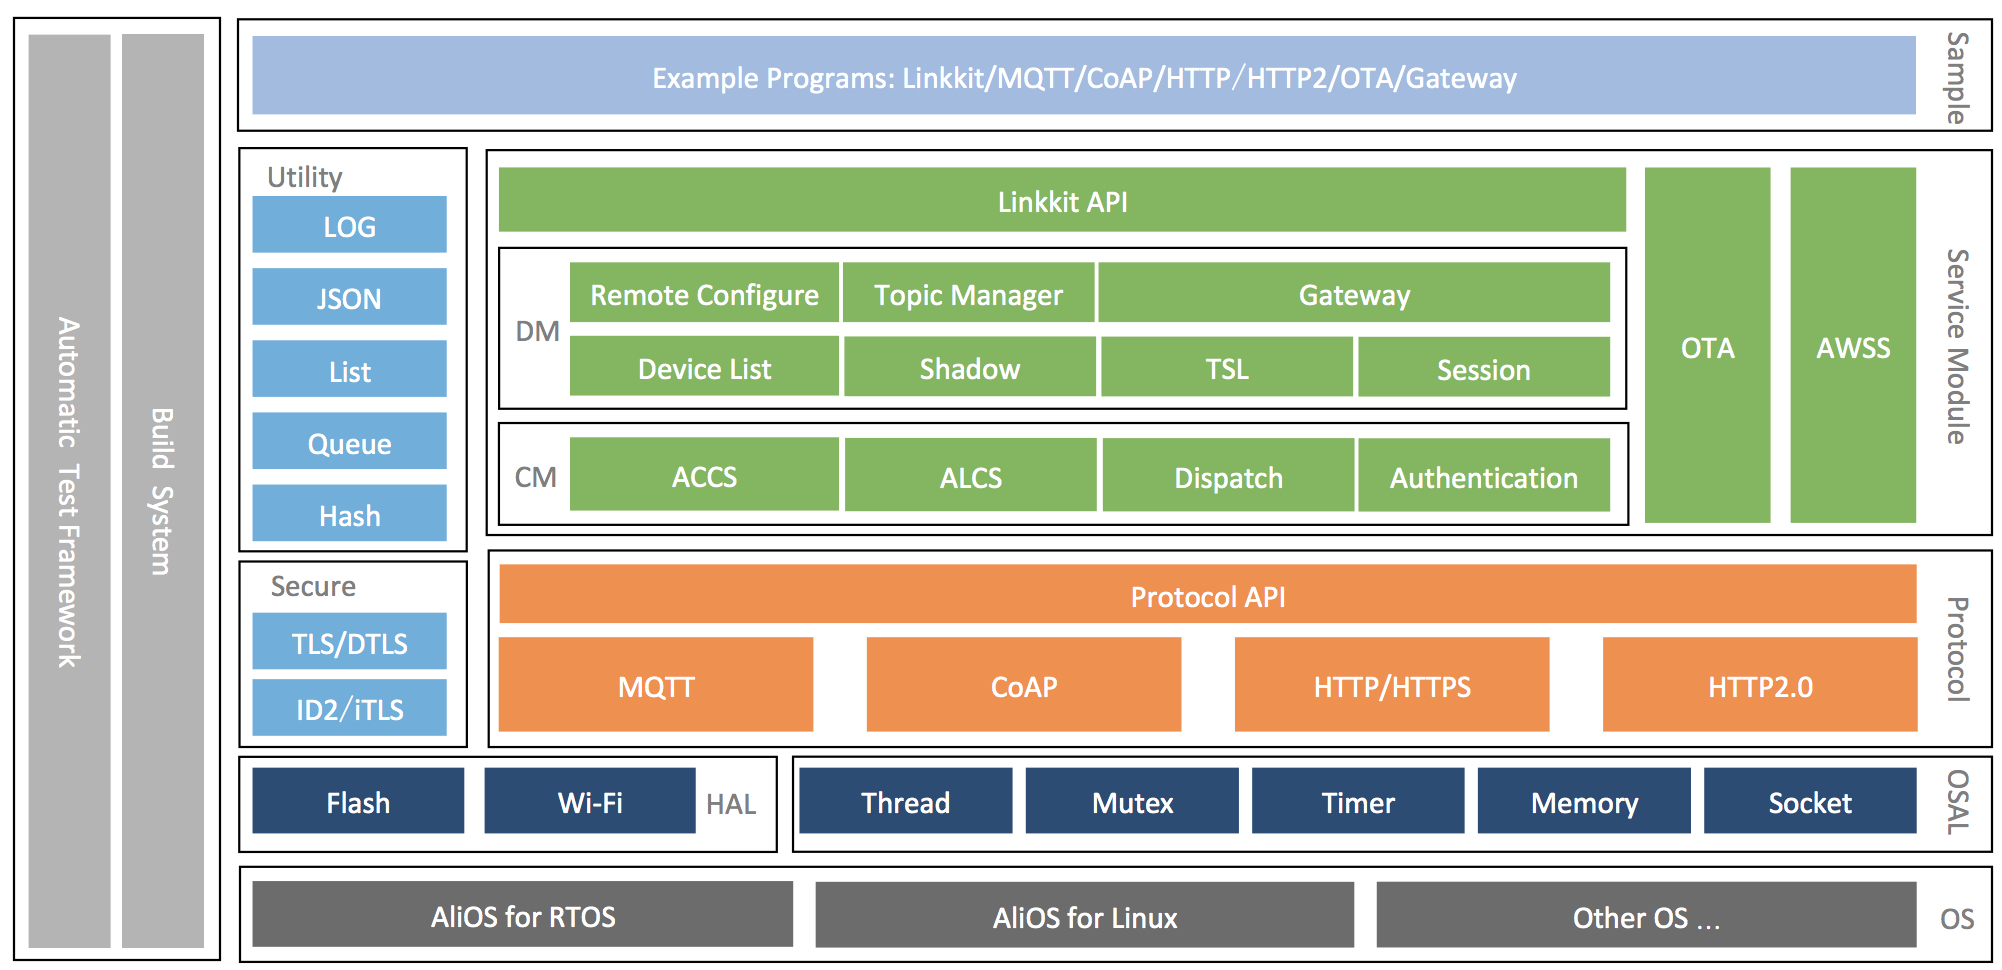 Automatic Test Framework
Build System
Example Programs: Linkkit/MQTT/CoAP/HTTP/HTTP2/OTA/Gateway
Sample
Utility
LOG
JSON
List
Queue
Hash
Linkkit API
DM
Remote Configure
Topic Manager
Gateway
Device List
Shadow
TSL
Session
CM
ACCS
ALCS
Dispatch
Authentication
OTA
AWSS
Service Module
Secure
TLS/DTLS
ID2/iTLS
Protocol API
MQTT
CoAP
HTTP/HTTPS
HTTP2.0
Protocol
Flash
Wi-Fi
HAL
Thread
Mutex
Timer
Memory
Socket
OSAL
AliOS for RTOS
AliOS for Linux
Other OS ...
OS